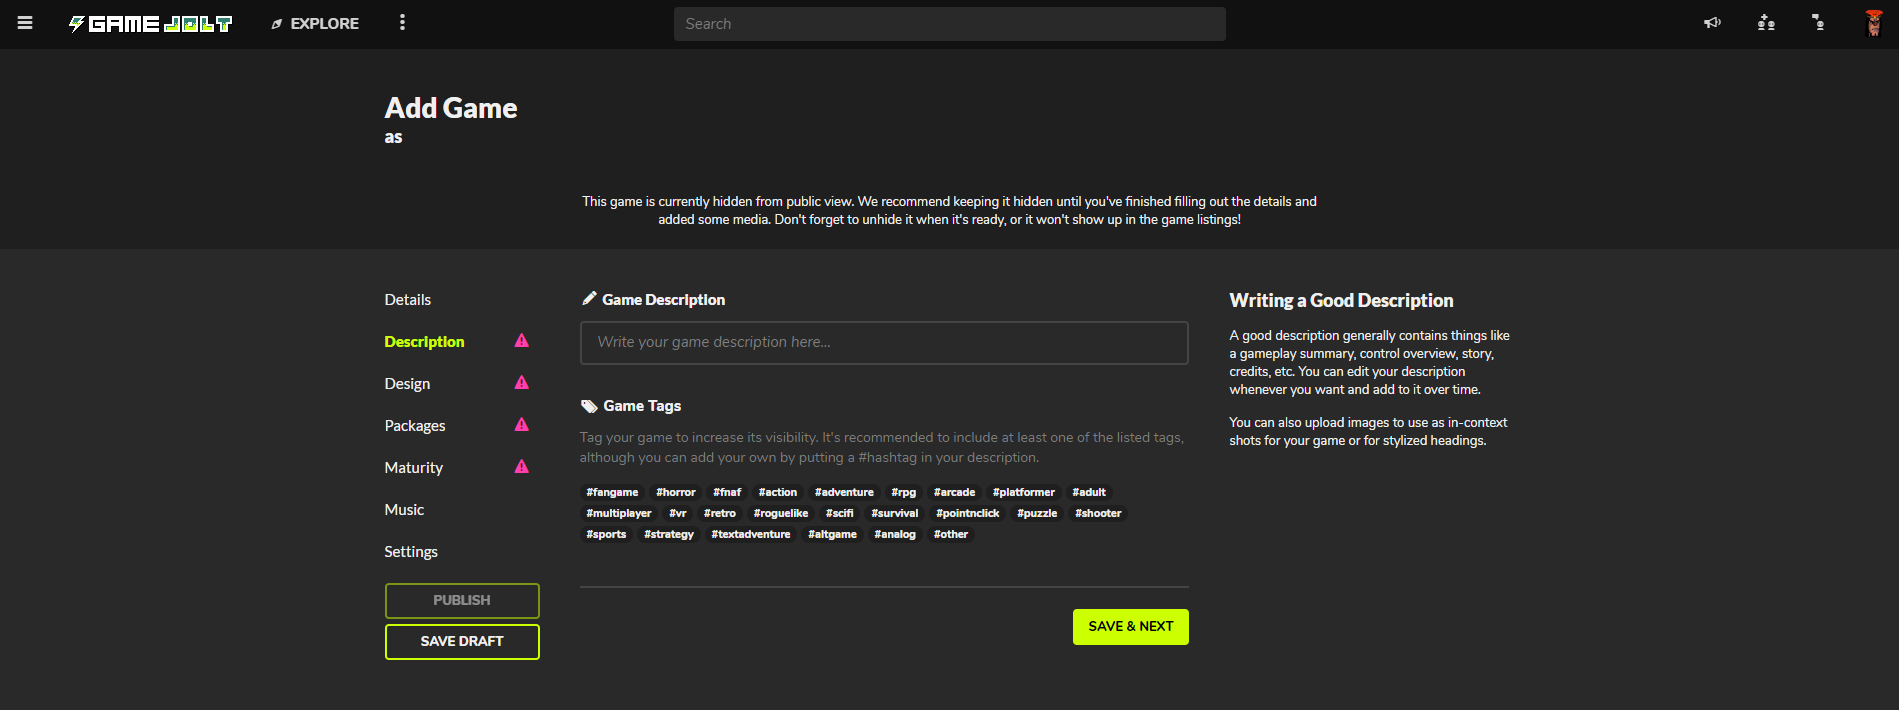 GAME JOLT
EXPLORE
Search
Add Game
as
This game is currently hidden from public view. We recommend keeping it hidden until you've finished filling out the details and
added some media. Don't forget to unhide it when it's ready, or it won't show up in the game listings!
Details
Description
Design
Packages
Maturity
Music
Settings
PUBLISH
SAVE DRAFT
Game Description
Write your game description here...
Game Tags
Tag your game to increase its visibility. It's recommended to include at least one of the listed tags,
although you can add your own by putting a #hashtag in your description.
#fangame #horror #fnaf #action #adventure #rpg #arcade #platformer #adult
#multiplayer #vr #retro #roguelike #scifi #survival #pointnclick #puzzle #shooter
#sports #strategy #textadventure #altgame #analog #other
SAVE & NEXT
Writing a Good Description
A good description generally contains things like
a gameplay summary, control overview, story,
credits, etc. You can edit your description
whenever you want and add to it over time.
You can also upload images to use as in-context
shots for your game or for stylized headings.